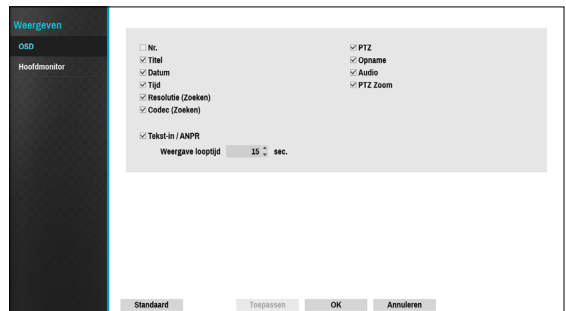 Weergeven
OSD
Hoofdmonitor
Nr.
Titel
Datum
Tijd
Resolutie (Zoeken)
Codec (Zoeken)
PTZ
Opname
Audio
PTZ Zoom
Tekst-in / ANPR
Weergave looptijd 15 sec.
Standaard Toepassen OK Annuleren